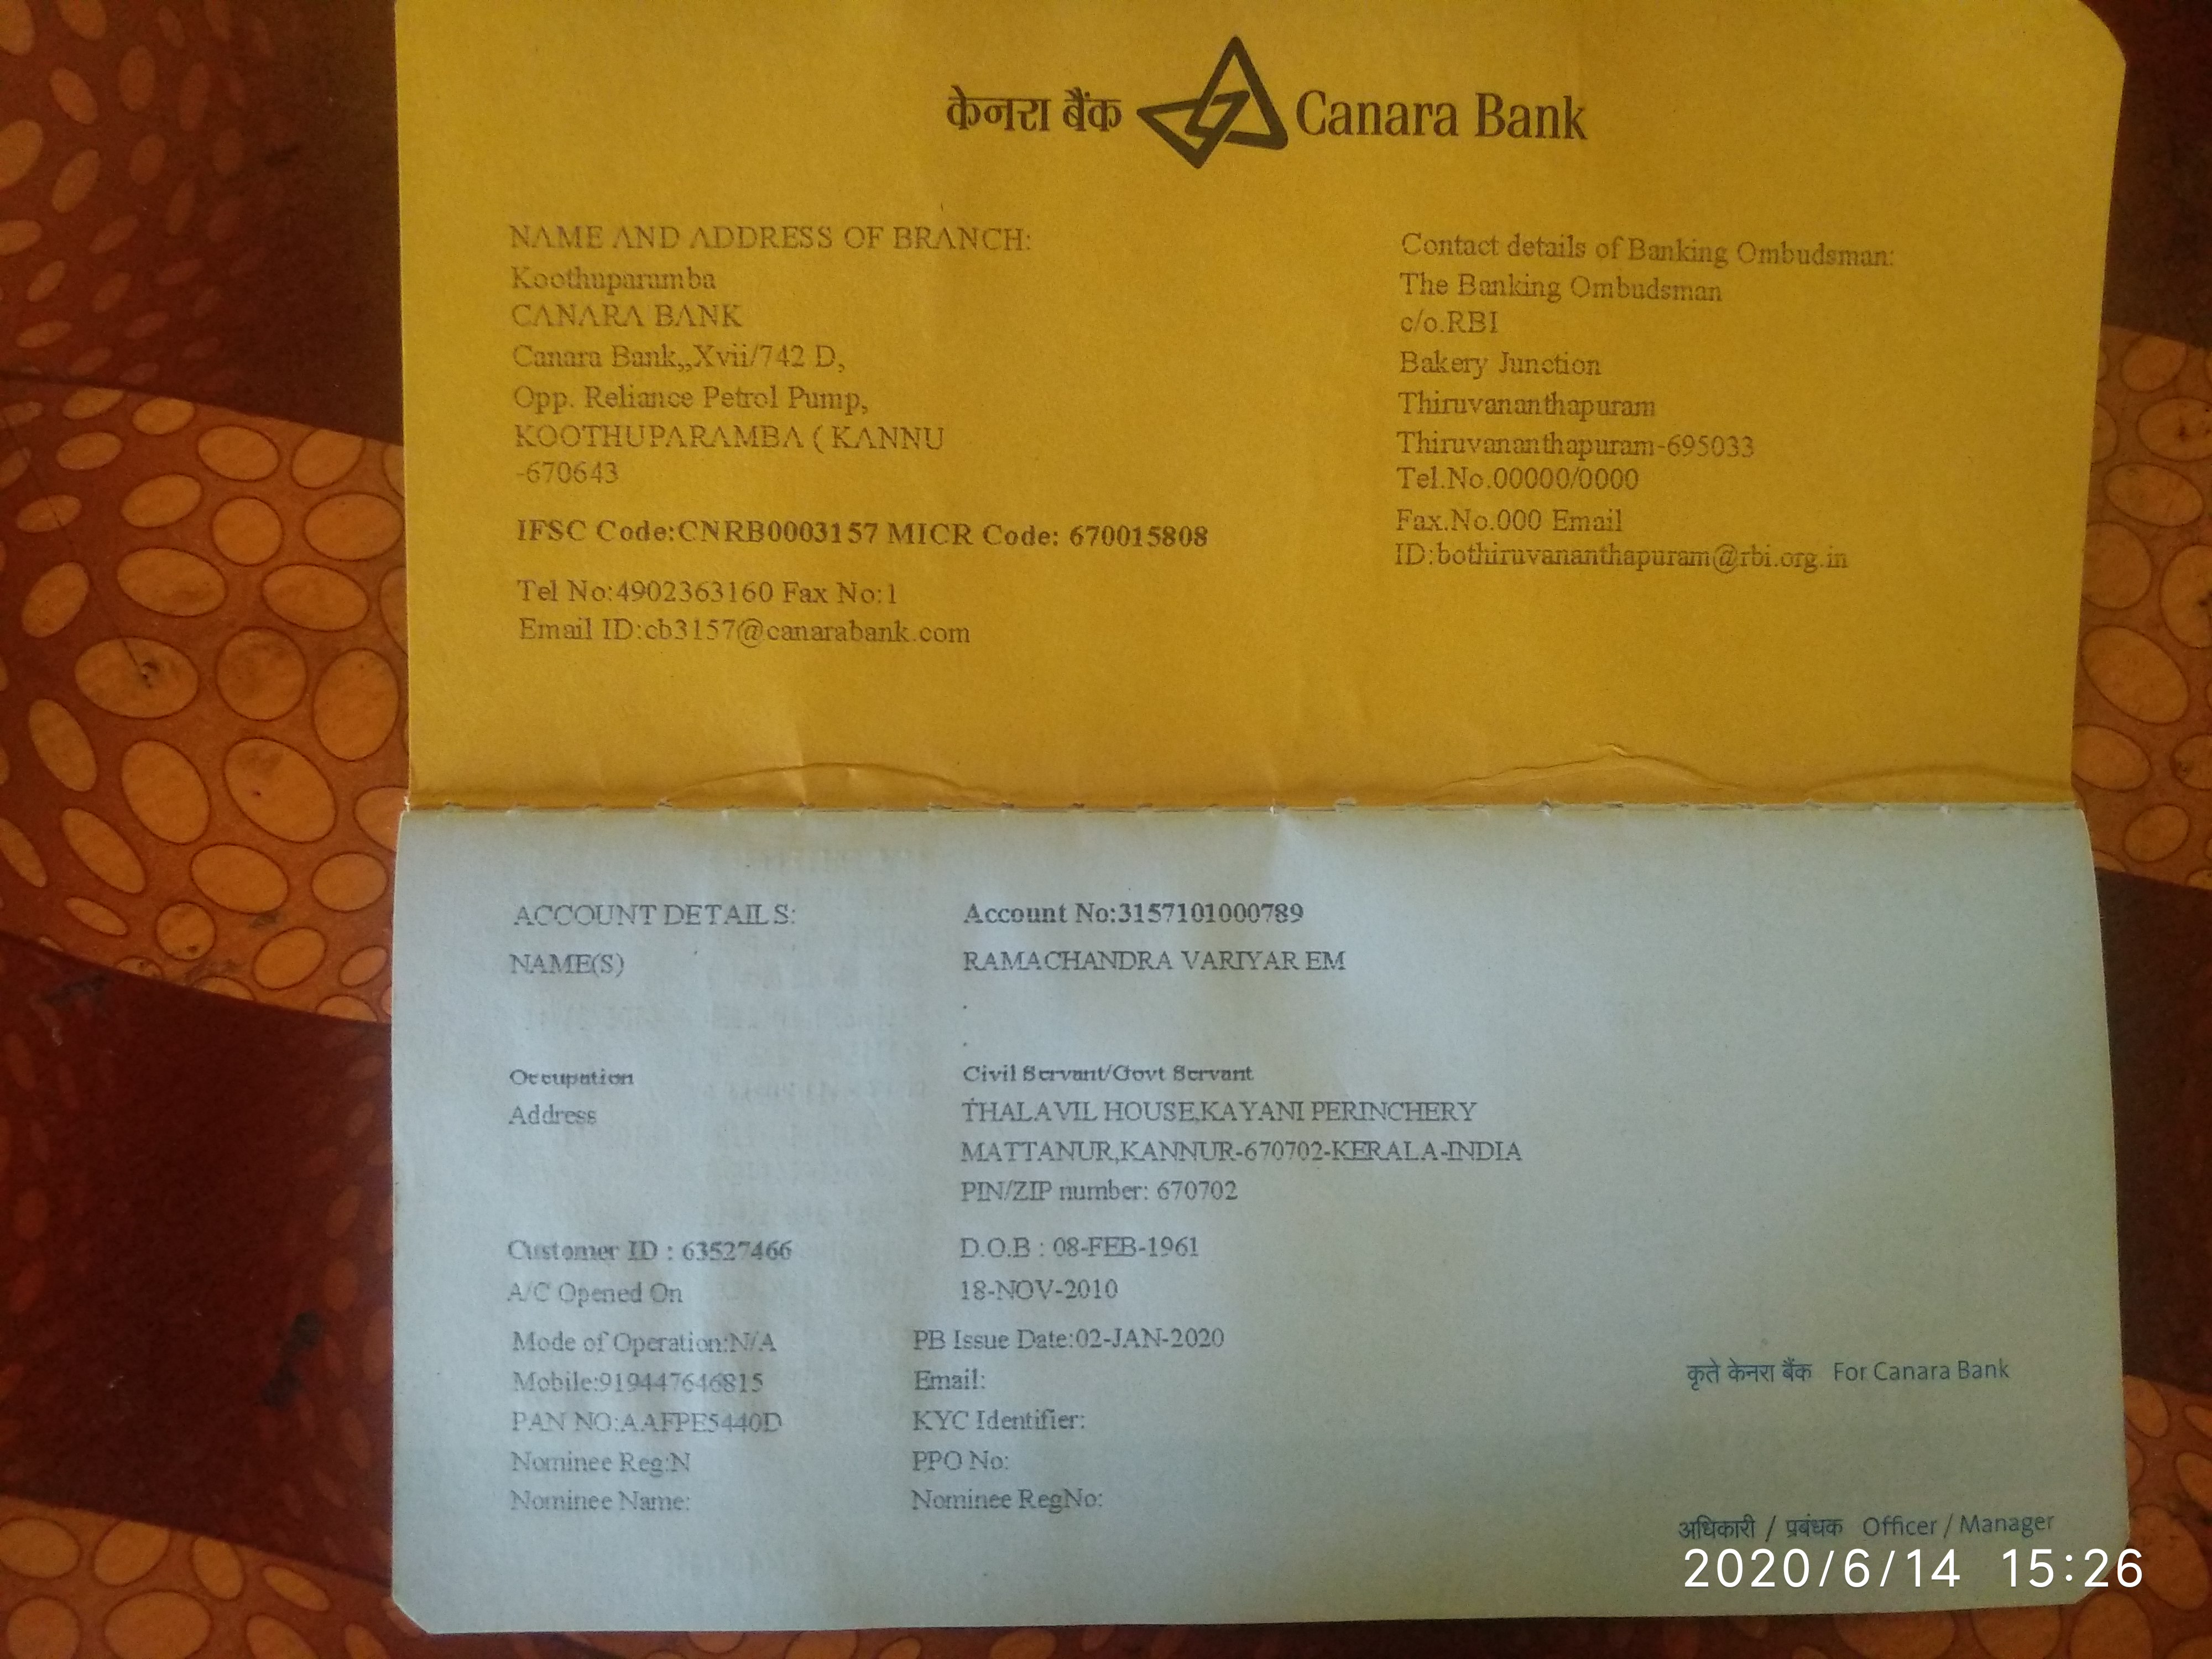 केनरा बैंक Canara Bank
NAME AND ADDRESS OF BRANCH:
Koothuparamba
CANARA BANK
Canara Bank,,Xvii/742 D,
Opp. Reliance Petrol Pump,
KOOTHUPARAMBA ( KANNU
-670643
IFSC Code:CNRB0003157 MICR Code: 670015808
Tel No:4902363160 Fax No:1
Email ID:cb3157@canarabank.com
Contact details of Banking Ombudsman:
The Banking Ombudsman
c/o.RBI
Bakery Junction
Thiruvananthapuram
Thiruvananthapuram-695033
Tel.No.00000/0000
Fax.No.000 Email
ID:bothiruvananthapuram@rbi.org.in
ACCOUNT DETAILS: Account No:3157101000789
NAME(S) RAMACHANDRA VARIYAR EM
Occupation Civil Servant/Govt Servant
Address THALAVIL HOUSE,KAYANI PERINCHERY
MATTANUR,KANNUR-670702-KERALA-INDIA
PIN/ZIP number: 670702
Customer ID : 63527466 D.O.B : 08-FEB-1961
A/C Opened On 18-NOV-2010
Mode of Operation:N/A PB Issue Date:02-JAN-2020
Mobile:919447646815 Email:
PAN NO:AAFPE5440D KYC Identifier:
Nominee Reg:N PPO No:
Nominee Name: Nominee RegNo:
कृते केनरा बैंक For Canara Bank
अधिकारी / प्रबंधक Officer / Manager
2020/6/14 15:26